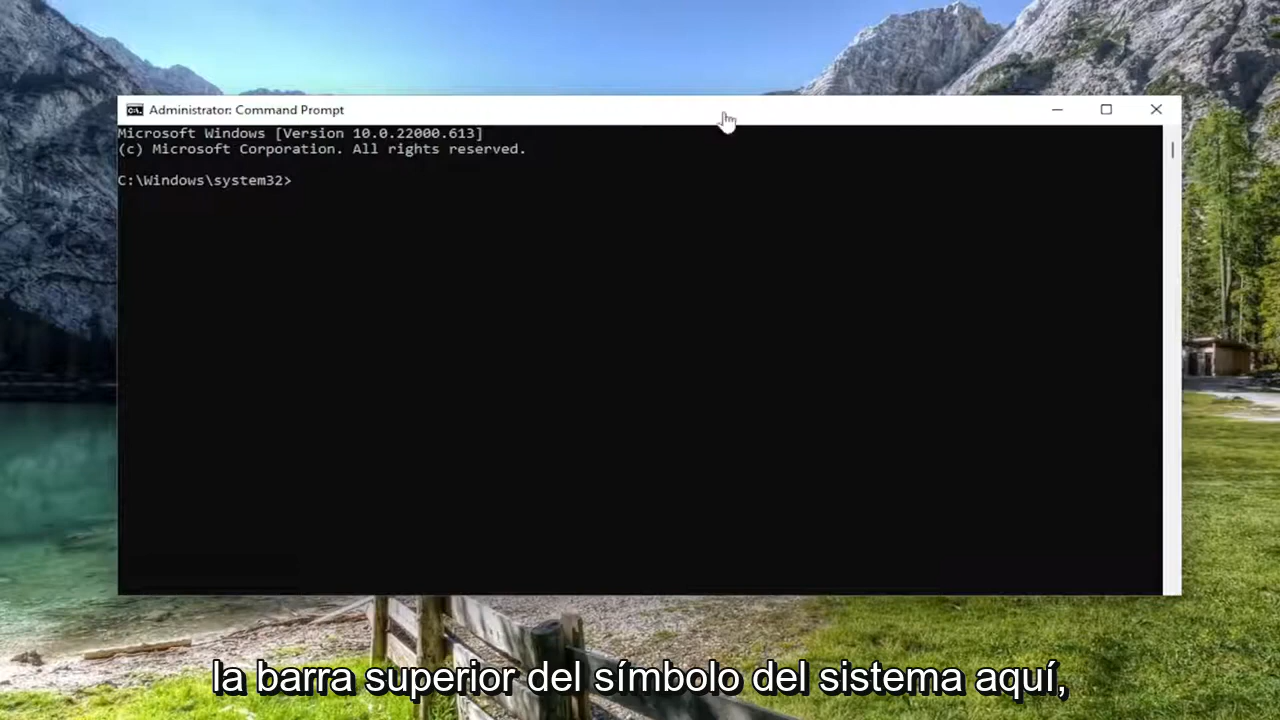 Administrator: Command Prompt
Microsoft Windows [Version 10.0.22000.613]
(c) Microsoft Corporation. All rights reserved.
C:\Windows\system32>
la barra superior del símbolo del sistema aquí,